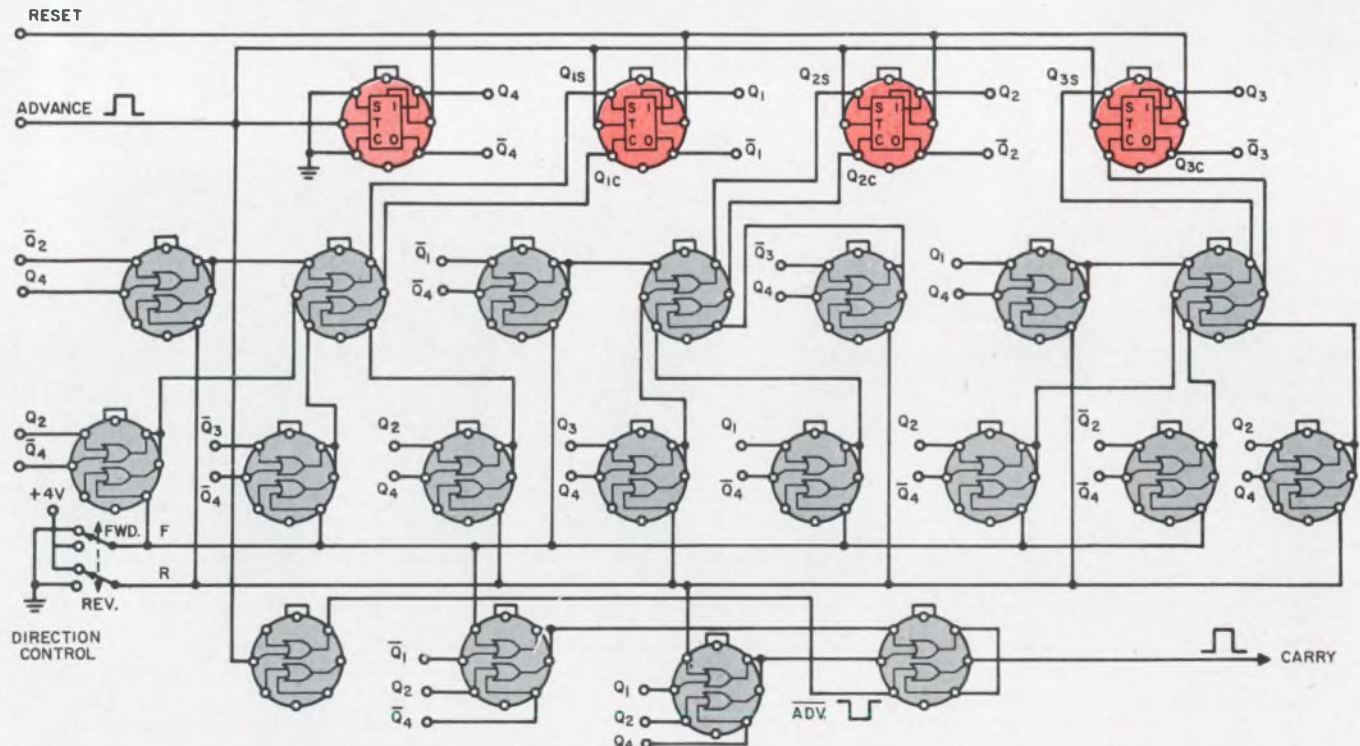 RESET
ADVANCE
Q1S
Q2S
Q3S
S I
T
C O
Q4
Q̅4
S I
T
C O
Q1
Q̅1
S I
T
C O
Q2
Q̅2
S I
T
C O
Q3
Q̅3
Q1C
Q2C
Q3C
Q̅2
Q4
Q̅1
Q̅4
Q̅3
Q4
Q1
Q4
Q2
Q̅4
Q̅3
Q̅4
Q2
Q4
Q3
Q4
Q1
Q̅4
Q2
Q̅4
Q̅2
Q̅4
Q2
Q4
+4V
FWD. F
R
REV.
DIRECTION
CONTROL
Q̅1
Q2
Q̅4
Q1
Q2
Q4
A̅D̅V̅.
CARRY